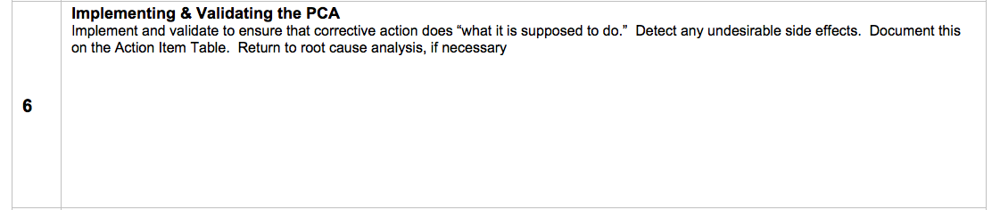 Implementing & Validating the PCA
Implement and validate to ensure that corrective action does “what it is supposed to do.”  Detect any undesirable side effects.  Document this
on the Action Item Table.  Return to root cause analysis, if necessary
6